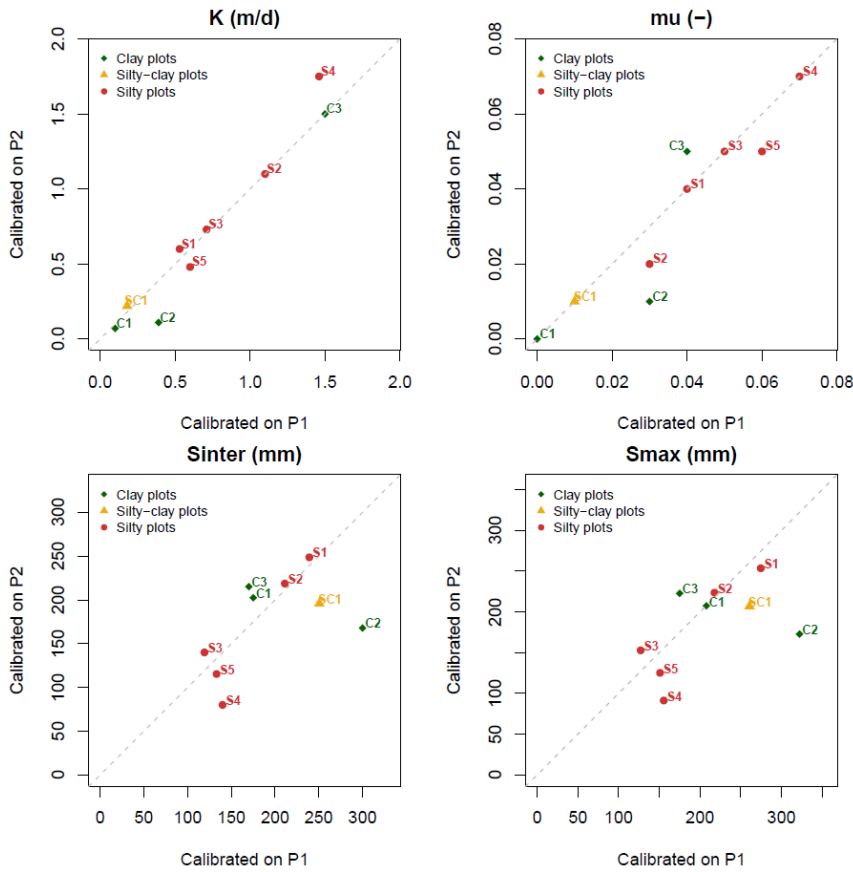 K (m/d)
Calibrated on P2
2.0
1.5
1.0
0.5
0.0
Clay plots
Silty−clay plots
Silty plots
S4
C3
S2
S3
S1
S5
SC1
C1
C2
0.0 0.5 1.0 1.5 2.0
Calibrated on P1
mu (−)
Calibrated on P2
0.08
0.06
0.04
0.02
0.00
Clay plots
Silty−clay plots
Silty plots
S4
C3
S3
S5
S1
S2
SC1
C2
C1
0.00 0.02 0.04 0.06 0.08
Calibrated on P1
Sinter (mm)
Calibrated on P2
300
250
200
150
100
50
0
Clay plots
Silty−clay plots
Silty plots
S1
S2
C3
C1
SC1
C2
S3
S5
S4
0 50 100 150 200 250 300
Calibrated on P1
Smax (mm)
Calibrated on P2
300
200
100
50
0
Clay plots
Silty−clay plots
Silty plots
S1
C3
S2
C1
SC1
C2
S3
S5
S4
0 50 100 200 300
Calibrated on P1